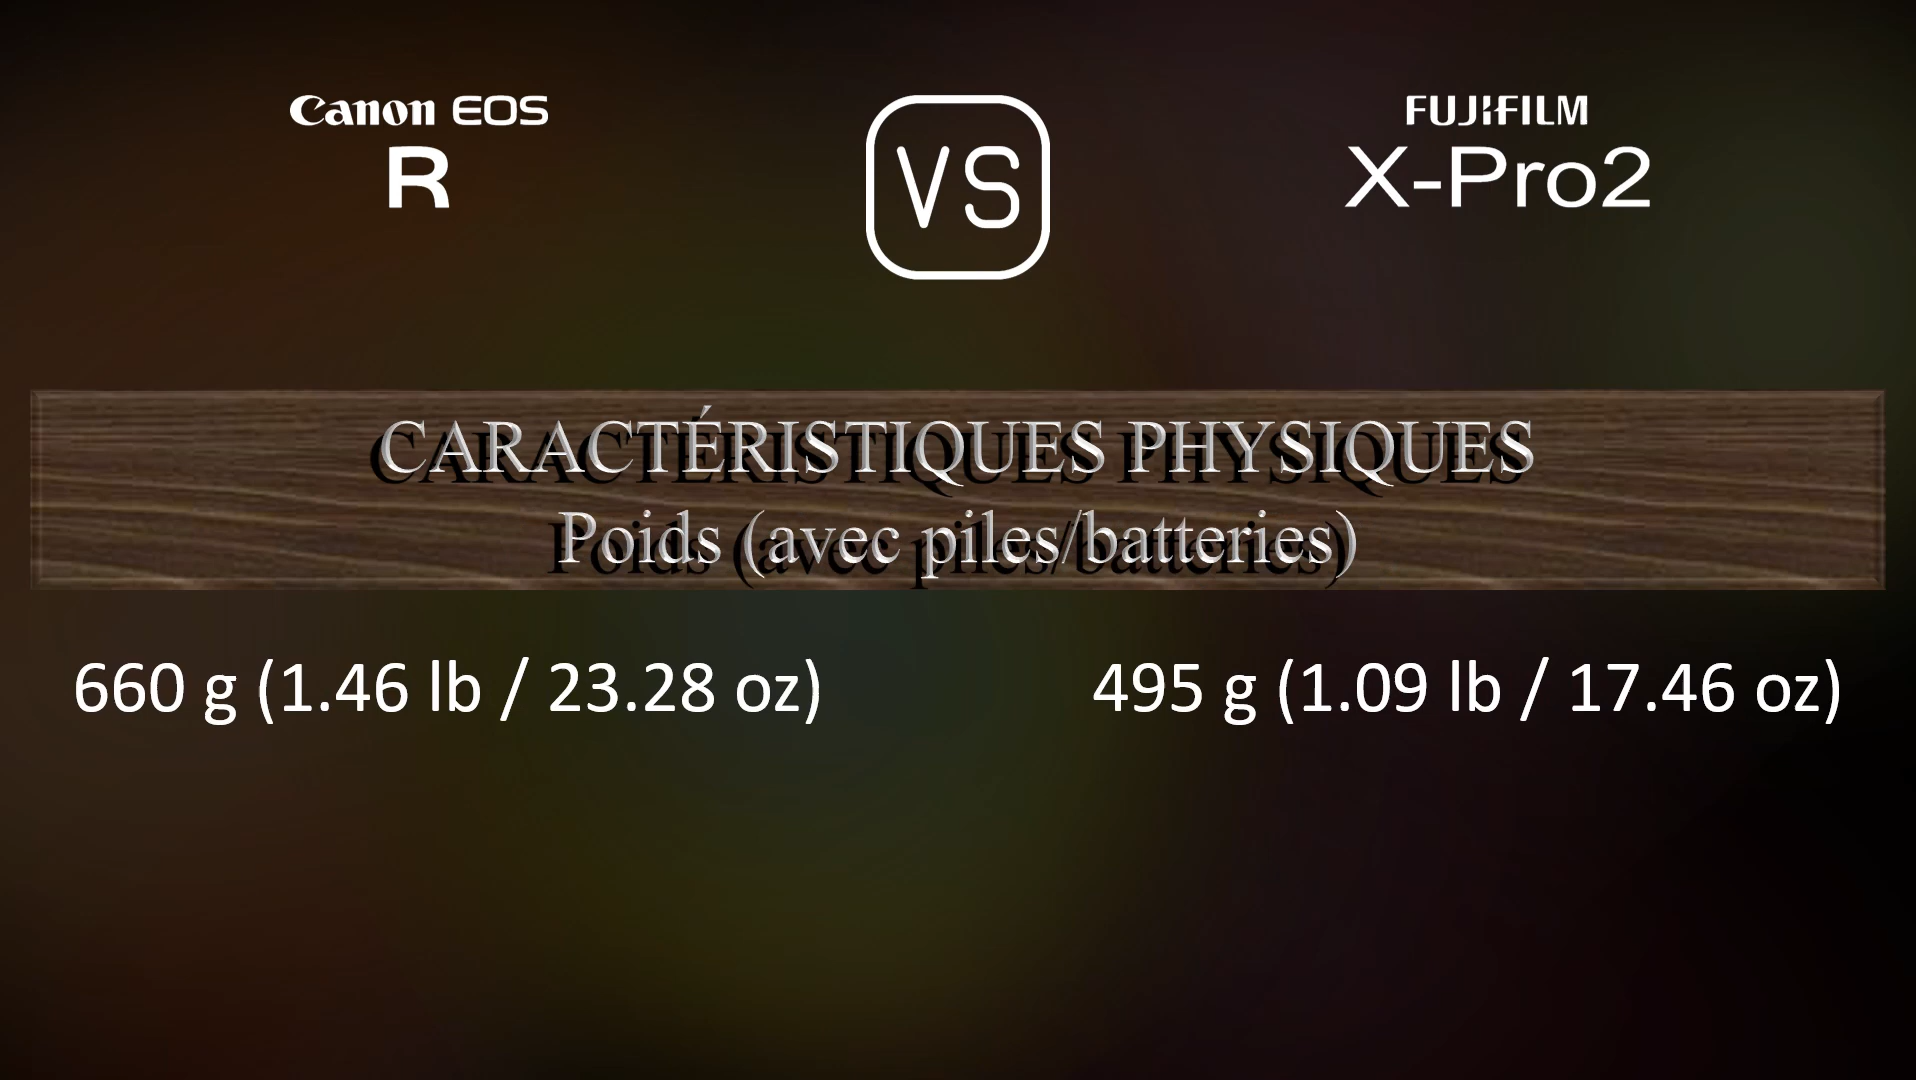 Canon EOS
R
VS
FUJIFILM
X-Pro2
CARACTÉRISTIQUES PHYSIQUES
Poids (avec piles/batteries)
660 g (1.46 lb / 23.28 oz)
495 g (1.09 lb / 17.46 oz)